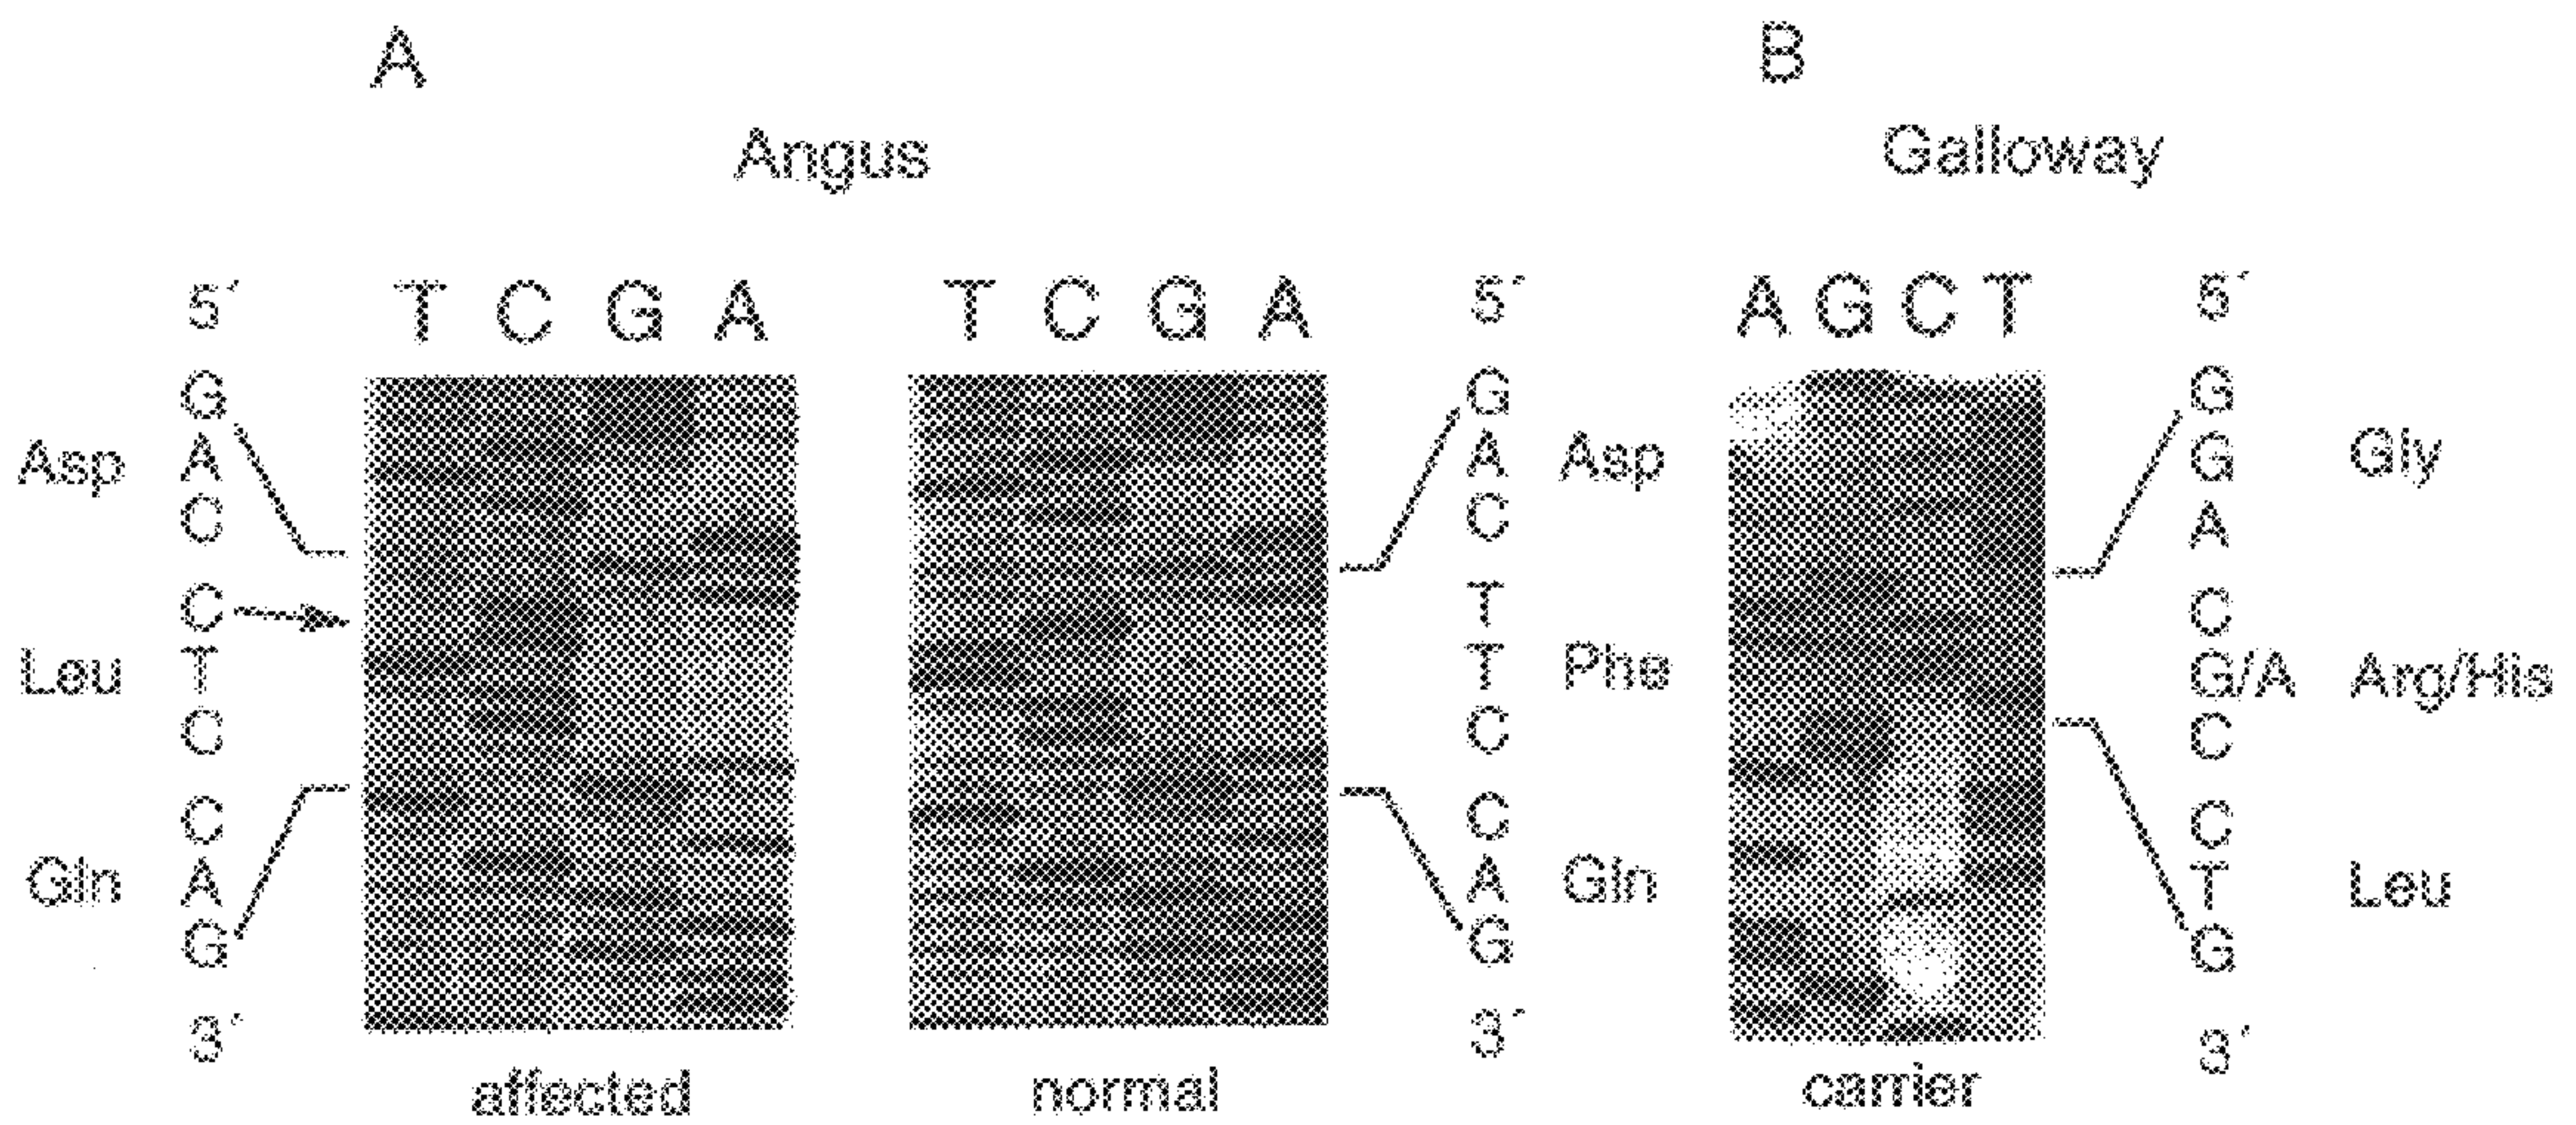 A B
Angus Galloway
5´ T C G A T C G A 5´ A G C T 5´
G G G
Asp A A Asp G Gly
C C A
C T C
Leu T T Phe G/A Arg/His
C C C
C C C
Gln A A Gln T Leu
G G G
3´ 3´ 3´
affected normal carrier